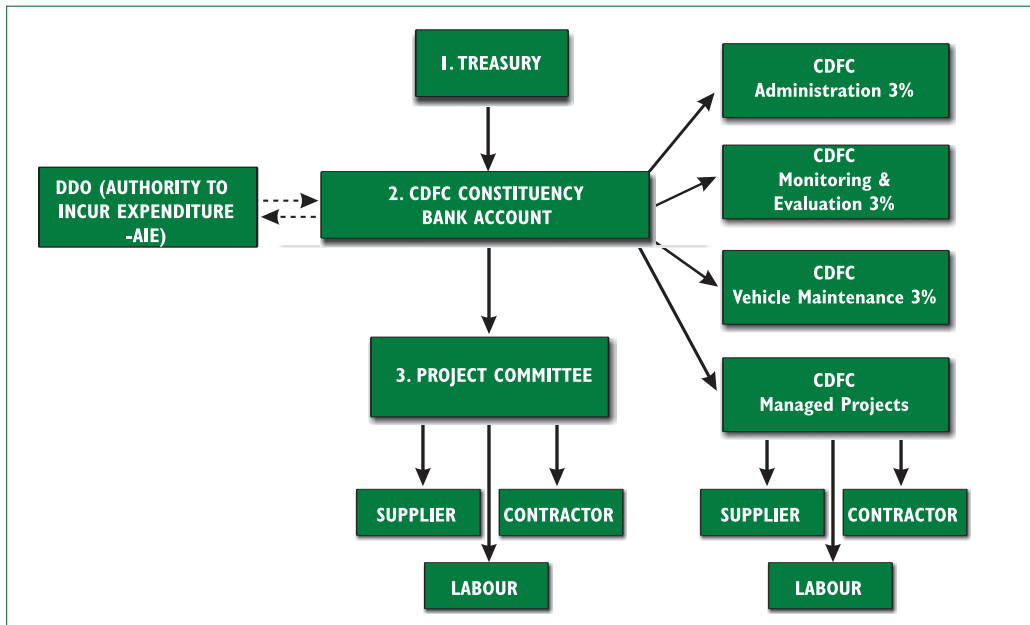 1. TREASURY
CDFC
Administration 3%
DDO (AUTHORITY TO
INCUR EXPENDITURE
-AIE)
2. CDFC CONSTITUENCY
BANK ACCOUNT
CDFC
Monitoring &
Evaluation 3%
CDFC
Vehicle Maintenance 3%
3. PROJECT COMMITTEE
CDFC
Managed Projects
SUPPLIER
CONTRACTOR
LABOUR
SUPPLIER
CONTRACTOR
LABOUR